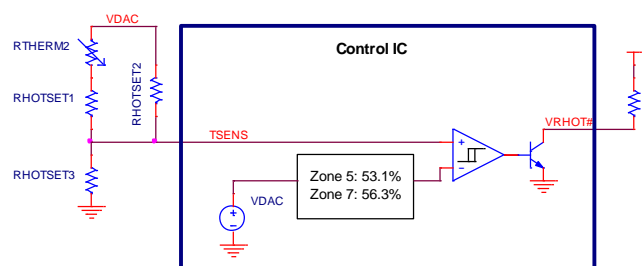 VDAC
RTHERM2
RHOTSET1
RHOTSET2
RHOTSET3
Control IC
TSENS
VRHOT#
+
-
Zone 5: 53.1%
Zone 7: 56.3%
VDAC
+
-